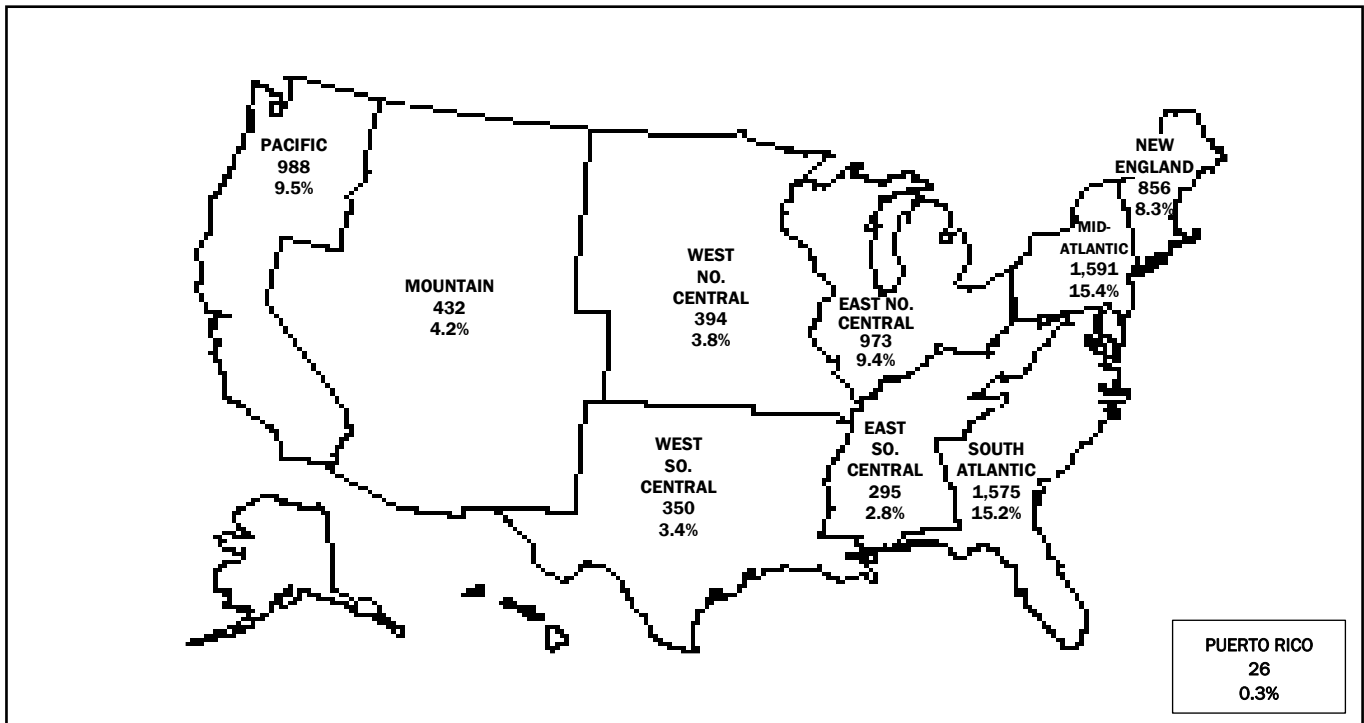 PACIFIC
988
9.5%
MOUNTAIN
432
4.2%
WEST
NO.
CENTRAL
394
3.8%
WEST
SO.
CENTRAL
350
3.4%
EAST NO.
CENTRAL
973
9.4%
EAST
SO.
CENTRAL
295
2.8%
SOUTH
ATLANTIC
1,575
15.2%
MID-
ATLANTIC
1,591
15.4%
NEW
ENGLAND
856
8.3%
PUERTO RICO
26
0.3%